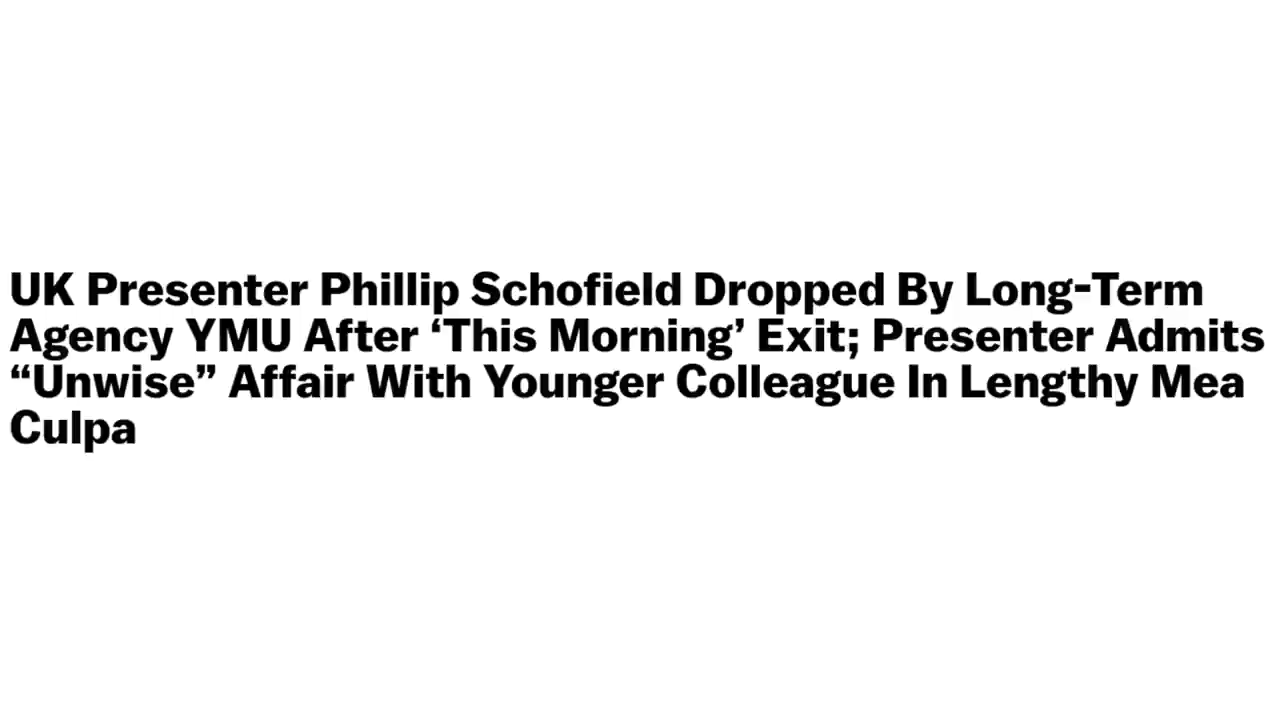 UK Presenter Phillip Schofield Dropped By Long-Term
Agency YMU After ‘This Morning’ Exit; Presenter Admits
“Unwise” Affair With Younger Colleague In Lengthy Mea
Culpa